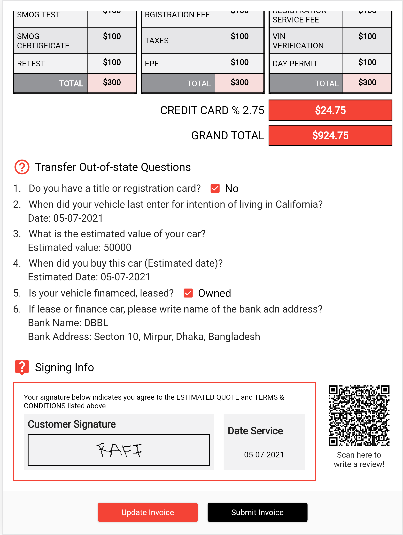 SMOG TEST $100 RGISTRATION FEE $100 REGISTRATION SERVICE FEE $100
SMOG CERTIGFICATE $100 TAXES $100 VIN VERIFICATION $100
RETEST $100 EPE $100 DAY PERMIT $100
TOTAL $300 TOTAL $300 TOTAL $300
CREDIT CARD % 2.75 $24.75
GRAND TOTAL $924.75
Transfer Out-of-state Questions
1. Do you have a title or registration card? No
2. When did your vehicle last enter for intention of living in California?
Date: 05-07-2021
3. What is the estimated value of your car?
Estimated value: 50000
4. When did you buy this car (Estimated date)?
Estimated Date: 05-07-2021
5. Is your vehicle finamced, leased? Owned
6. If lease or finance car, please write name of the bank adn address?
Bank Name: DBBL
Bank Address: Secton 10, Mirpur, Dhaka, Bangladesh
Signing Info
Your signature below indicates you agree to the ESTIMATED QUOTE and TERMS &
CONDITIONS listed above
Customer Signature
RAFI
Date Service
05-07-2021
Scan here to
write a review!
Update Invoice
Submit Invoice